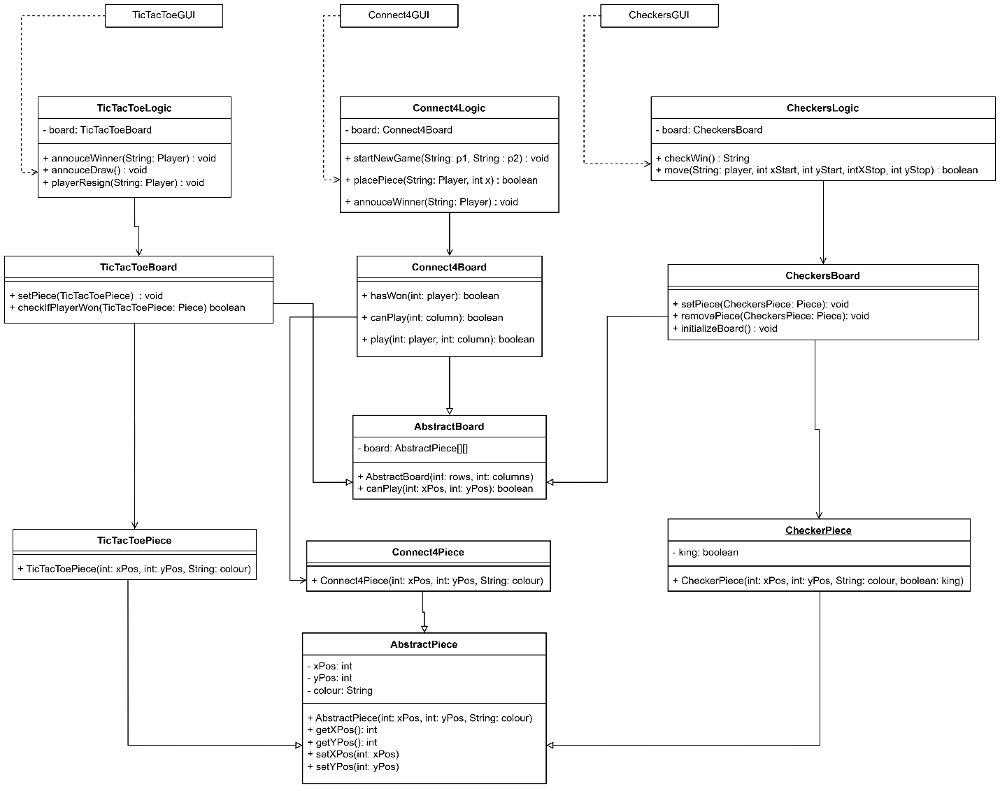 TicTacToeGUI
Connect4GUI
CheckersGUI
TicTacToeLogic
- board: TicTacToeBoard
+ annouceWinner(String: Player) : void
+ annouceDraw() : void
+ playerResign(String: Player) : void
Connect4Logic
- board: Connect4Board
+ startNewGame(String: p1, String : p2) : void
+ placePiece(String: Player, int x) : boolean
+ annouceWinner(String: Player) : void
CheckersLogic
- board: CheckersBoard
+ checkWin() : String
+ move(String: player, int xStart, int yStart, intXStop, int yStop) : boolean
TicTacToeBoard
+ setPiece(TicTacToePiece) : void
+ checkIfPlayerWon(TicTacToePiece: Piece) boolean
Connect4Board
+ hasWon(int: player): boolean
+ canPlay(int: column): boolean
+ play(int: player, int: column): boolean
CheckersBoard
+ setPiece(CheckersPiece: Piece): void
+ removePiece(CheckersPiece: Piece): void
+ initializeBoard() : void
AbstractBoard
- board: AbstractPiece[][]
+ AbstractBoard(int: rows, int: columns)
+ canPlay(int: xPos, int: yPos): boolean
TicTacToePiece
+ TicTacToePiece(int: xPos, int: yPos, String: colour)
Connect4Piece
+ Connect4Piece(int: xPos, int: yPos, String: colour)
CheckerPiece
- king: boolean
+ CheckerPiece(int: xPos, int: yPos, String: colour, boolean: king)
AbstractPiece
- xPos: int
- yPos: int
- colour: String
+ AbstractPiece(int: xPos, int: yPos, String: colour)
+ getXPos(): int
+ getYPos(): int
+ setXPos(int: xPos)
+ setYPos(int: yPos)